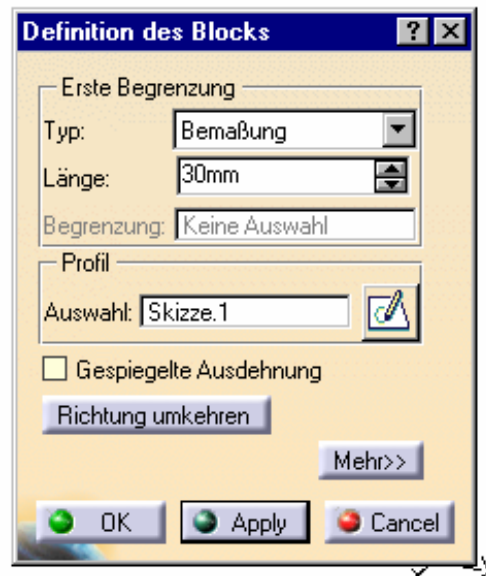 Definition des Blocks
Erste Begrenzung
Typ: Bemaßung
Länge: 30mm
Begrenzung: Keine Auswahl
Profil
Auswahl: Skizze.1
Gespiegelte Ausdehnung
Richtung umkehren
Mehr>>
OK Apply Cancel